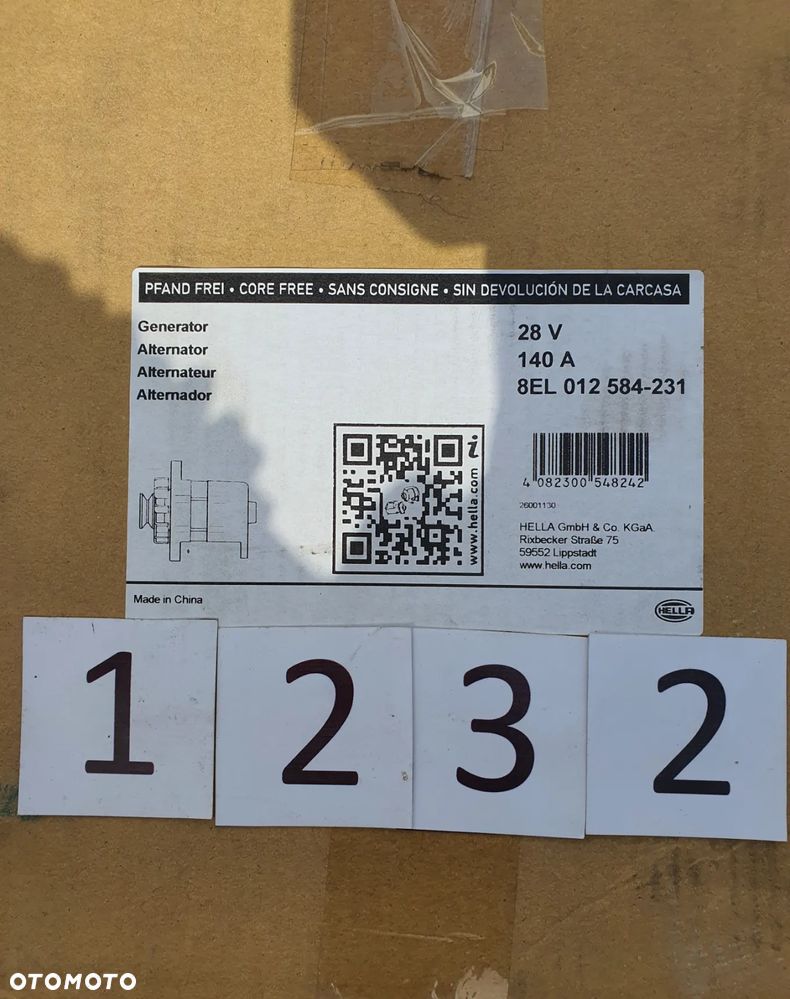 PFAND FREI • CORE FREE • SANS CONSIGNE • SIN DEVOLUCIÓN DE LA CARCASA
Generator
Alternator
Alternateur
Alternador
28 V
140 A
8EL 012 584-231
i
www.hella.com
4 082300 548242
26001130
HELLA GmbH & Co. KGaA
Rixbecker Straße 75
59552 Lippstadt
www.hella.com
Made in China
HELLA
1 2 3 2
OTOMOTO